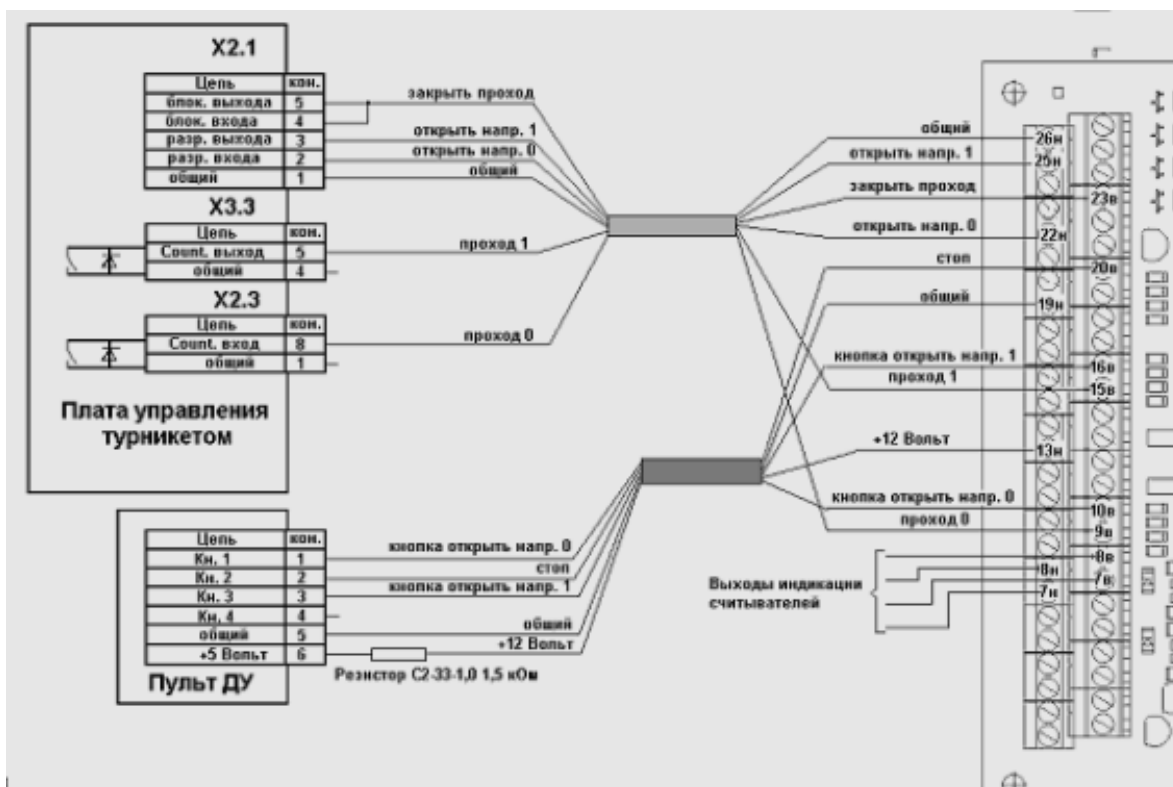 X2.1
Цепь кон.
блок. выхода 5
блок. входа 4
разр. выхода 3
разр. входа 2
общий 1
закрыть проход
открыть напр. 1
открыть напр. 0
общий
X3.3
Цепь кон.
Count. выход 5
общий 4
проход 1
X2.3
Цепь кон.
Count. вход 8
общий 1
проход 0
Плата управления
турникетом
Цепь кон.
Кн. 1 1
Кн. 2 2
Кн. 3 3
Кн. 4 4
общий 5
+5 Вольт 6
Пульт ДУ
кнопка открыть напр. 0
стоп
кнопка открыть напр. 1
общий
+12 Вольт
Резистор С2-33-1,0 1,5 кОм
общий 26н
открыть напр. 1 25н
закрыть проход 23в
открыть напр. 0 22н
стоп 20в
общий 19н
кнопка открыть напр. 1 16в
проход 1 15в
+12 Вольт 13н
кнопка открыть напр. 0 10в
проход 0 9в
8в
8н
7в
7н
Выходы индикации
считывателей